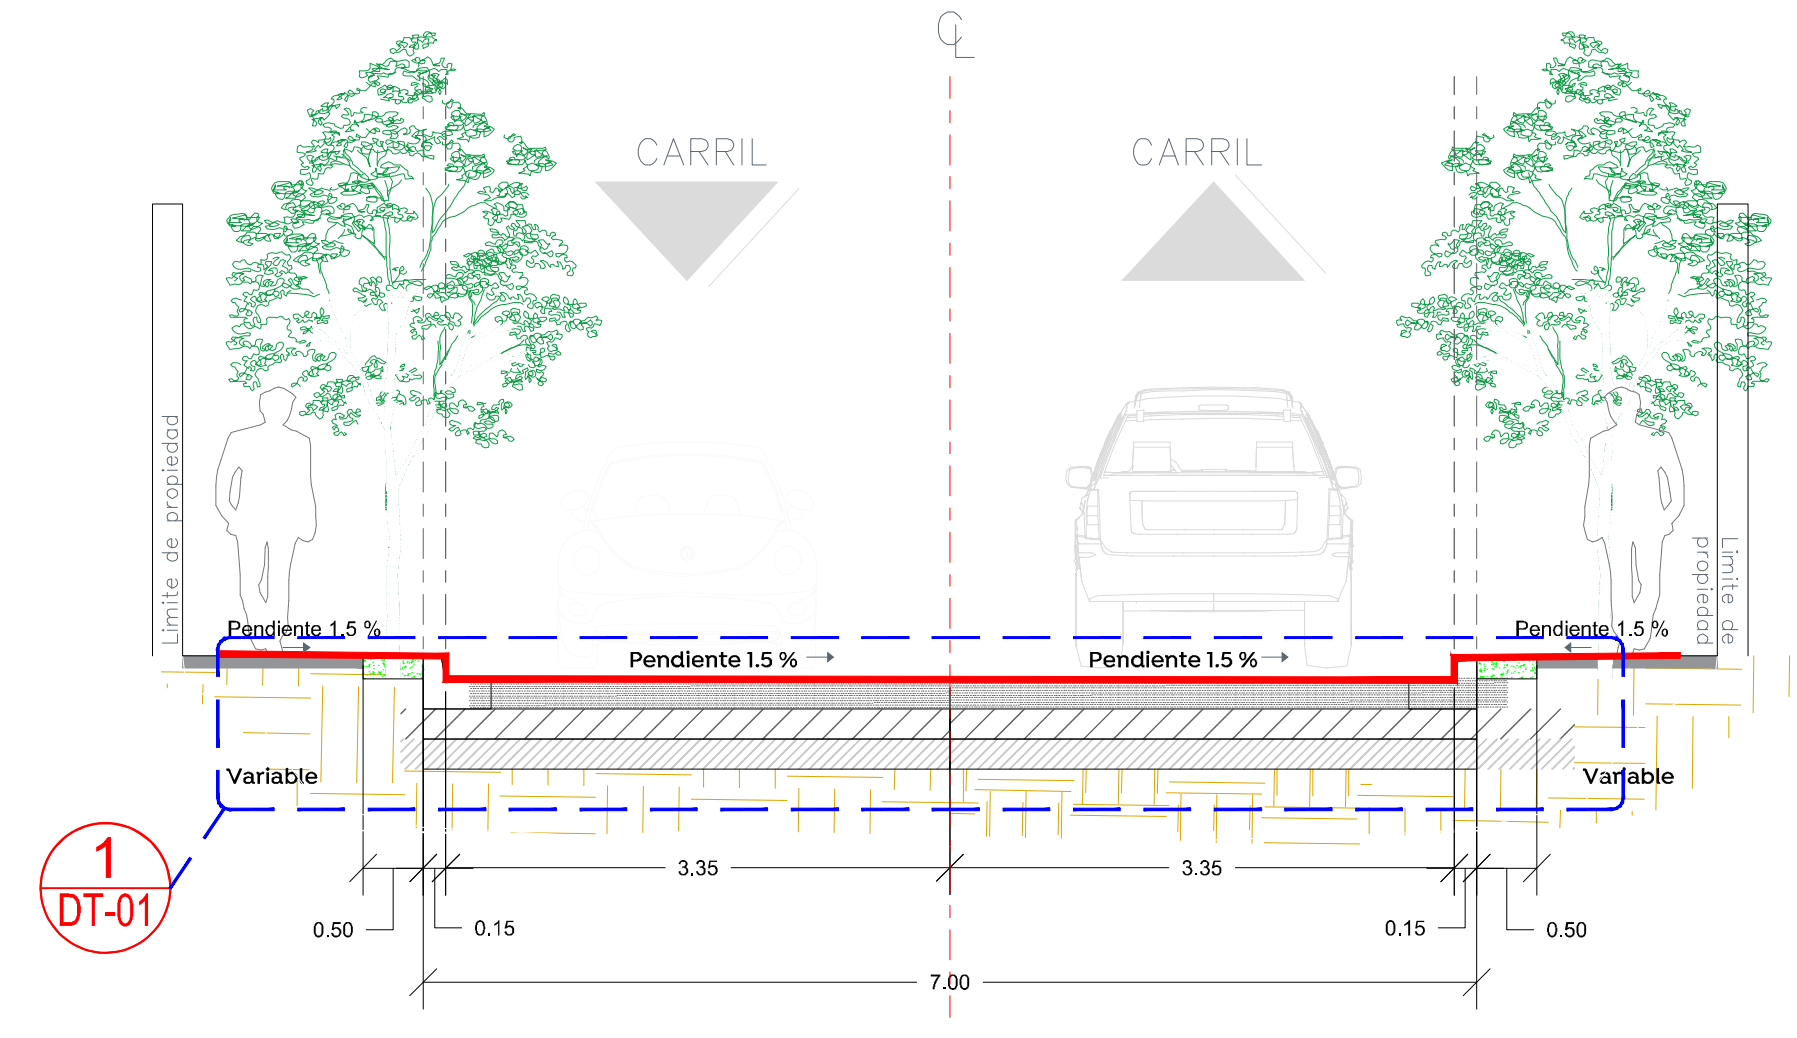 CL
CARRIL
CARRIL
Limite de propiedad
Limite de
propiedad
Pendiente 1.5 %
Pendiente 1.5 %
Pendiente 1.5 %
Pendiente 1.5 %
Variable
Variable
1
DT-01
3.35
3.35
0.50
0.15
0.15
0.50
7.00